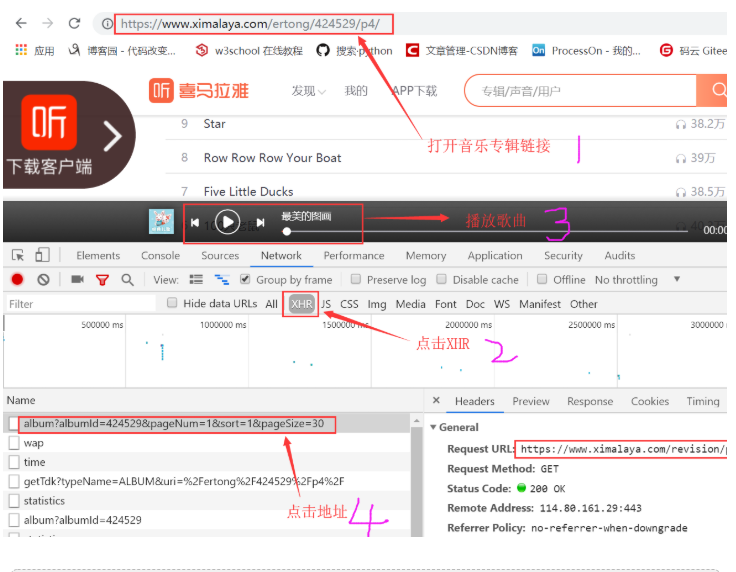 https://www.ximalaya.com/ertong/424529/p4/
应用 博客园 - 代码改变... w3school 在线教程 搜索·python 文章管理-CSDN博客 ProcessOn - 我的... 码云 Gitee
听 喜马拉雅 发现 我的 APP下载 专辑/声音/用户
听
下载客户端
9 Star 38.2万
打开音乐专辑链接 1
8 Row Row Row Your Boat 39万
7 Five Little Ducks 38.5万
最美的图画
播放歌曲 3
00:00
Elements Console Sources Network Performance Memory Application Security Audits
View: Group by frame Preserve log Disable cache Offline No throttling
Filter Hide data URLs All XHR JS CSS Img Media Font Doc WS Manifest Other
500000 ms 1000000 ms 1500000 ms 2000000 ms 2500000 ms 3000000
点击XHR 2
Name × Headers Preview Response Cookies Timing
album?albumId=424529&pageNum=1&sort=1&pageSize=30
General
wap
Request URL: https://www.ximalaya.com/revision/
time
Request Method: GET
getTdk?typeName=ALBUM&uri=%2Fertong%2F424529%2Fp4%2F
Status Code: 200 OK
statistics
Remote Address: 114.80.161.29:443
点击地址 4
album?albumId=424529
Referrer Policy: no-referrer-when-downgrade